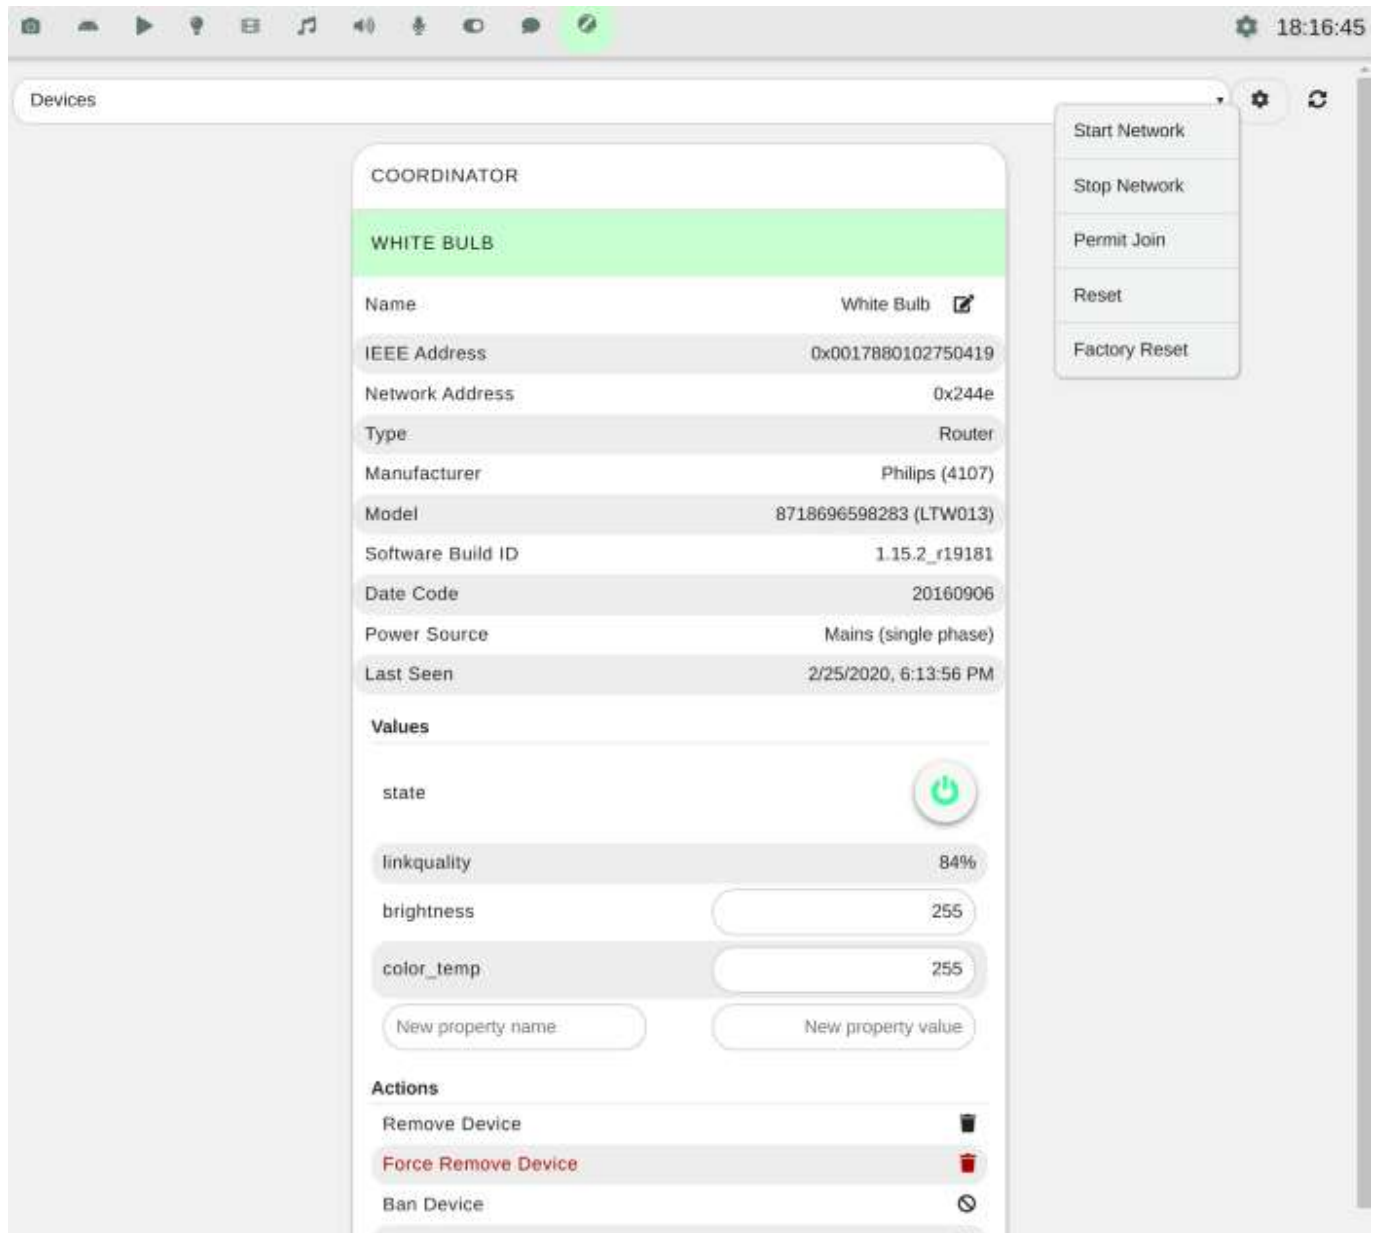 18:16:45
Devices
Start Network
Stop Network
Permit Join
Reset
Factory Reset
COORDINATOR
WHITE BULB
Name White Bulb
IEEE Address 0x0017880102750419
Network Address 0x244e
Type Router
Manufacturer Philips (4107)
Model 8718696598283 (LTW013)
Software Build ID 1.15.2_r19181
Date Code 20160906
Power Source Mains (single phase)
Last Seen 2/25/2020, 6:13:56 PM
Values
state
linkquality 84%
brightness 255
color_temp 255
New property name New property value
Actions
Remove Device
Force Remove Device
Ban Device